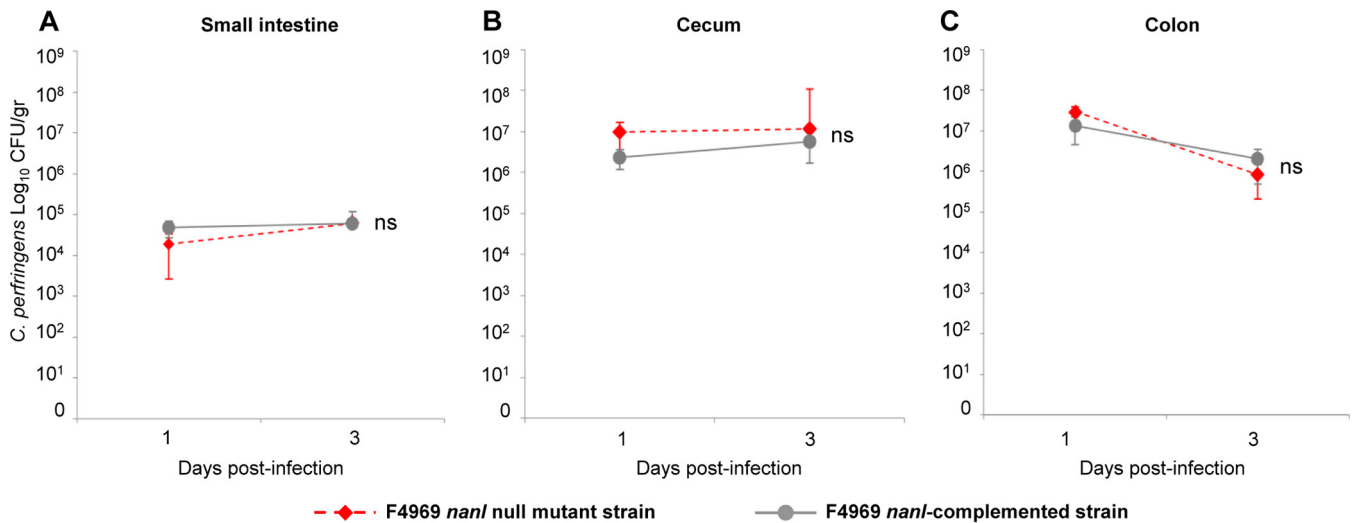 A
Small intestine
C. perfringens Log₁₀ CFU/gr
10⁹
10⁸
10⁷
10⁶
10⁵
10⁴
10³
10²
10¹
0
ns
1
3
Days post-infection
B
Cecum
10⁹
10⁸
10⁷
10⁶
10⁵
10⁴
10³
10²
10¹
0
ns
1
3
Days post-infection
C
Colon
10⁹
10⁸
10⁷
10⁶
10⁵
10⁴
10³
10²
10¹
0
ns
1
3
Days post-infection
F4969 nanI null mutant strain
F4969 nanI-complemented strain